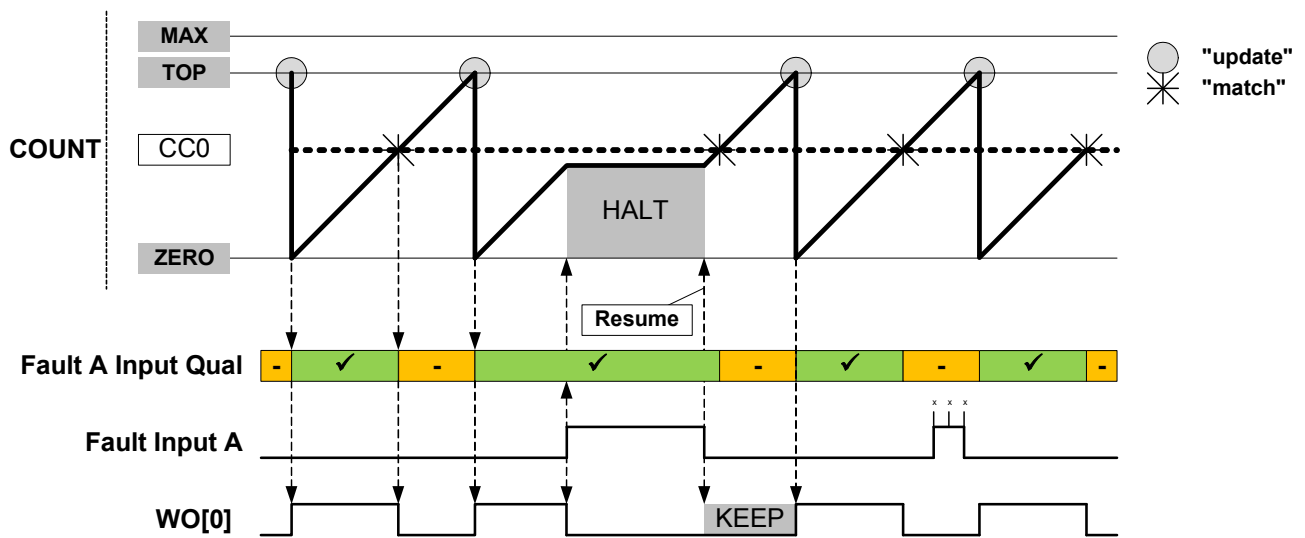 MAX
TOP
"update"
"match"
COUNT
CC0
HALT
ZERO
Resume
Fault A Input Qual
- ✓ - ✓ - ✓ - ✓ -
x x x
Fault Input A
WO[0]
KEEP